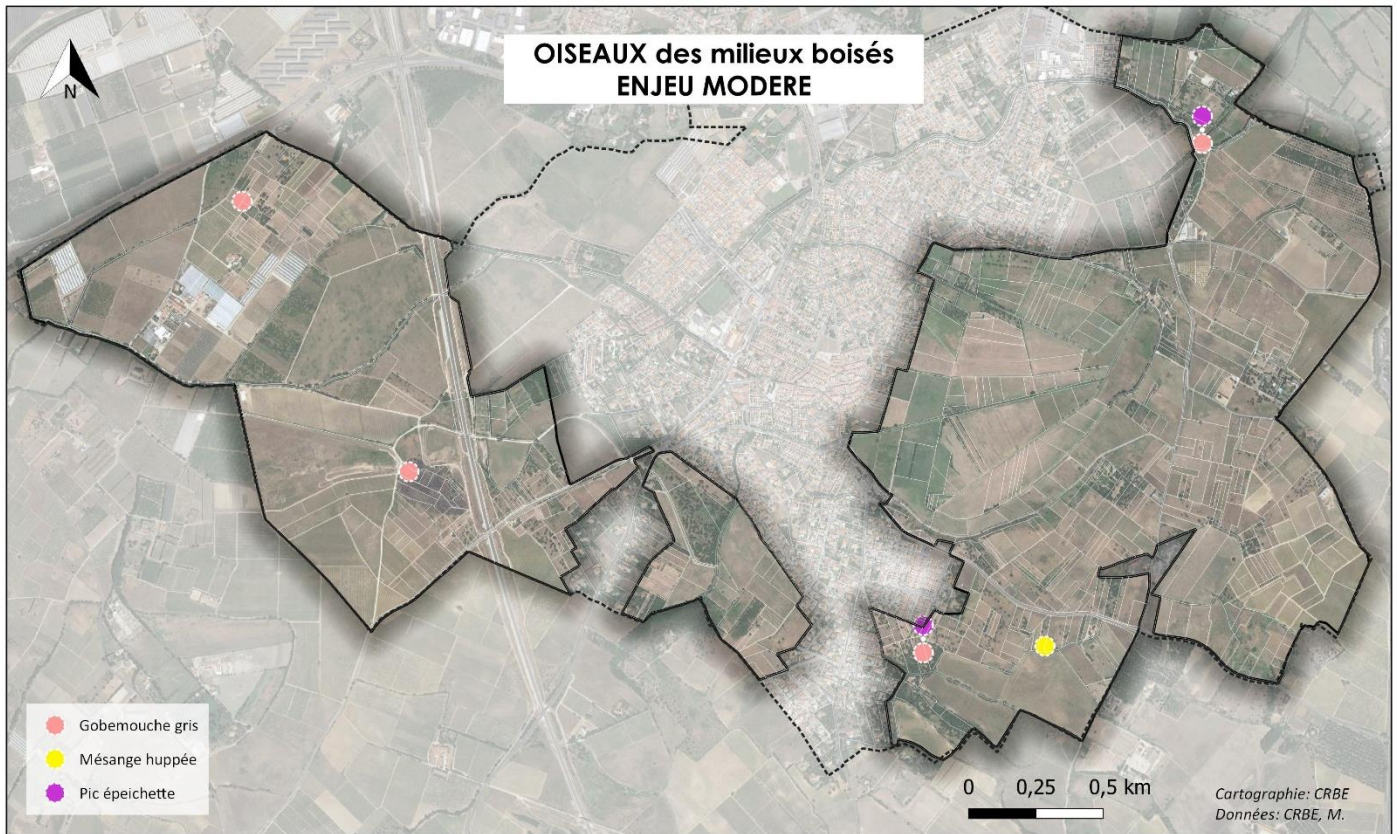 OISEAUX des milieux boisés
ENJEU MODERE
N
Gobemouche gris
Mésange huppée
Pic épeichette
0 0,25 0,5 km
Cartographie: CRBE
Données: CRBE, M.